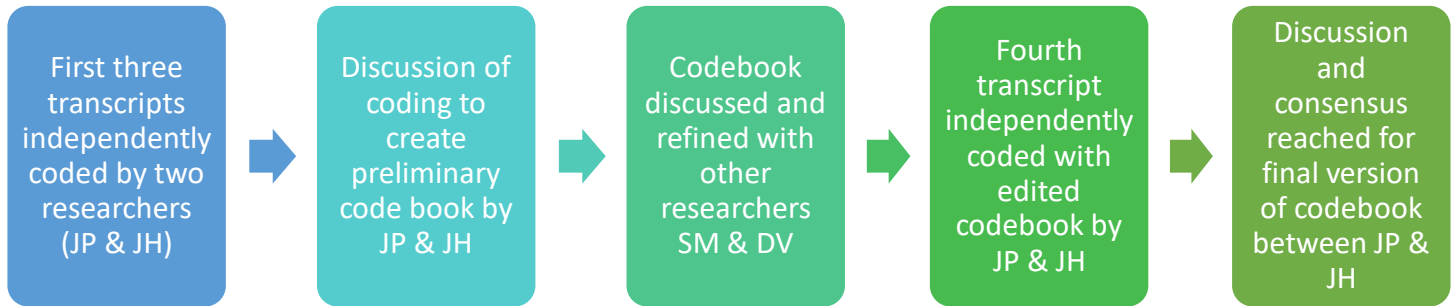 First three
transcripts
independently
coded by two
researchers
(JP & JH)
Discussion of
coding to
create
preliminary
code book by
JP & JH
Codebook
discussed and
refined with
other
researchers
SM & DV
Fourth
transcript
independently
coded with
edited
codebook by
JP & JH
Discussion
and
consensus
reached for
final version
of codebook
between JP &
JH